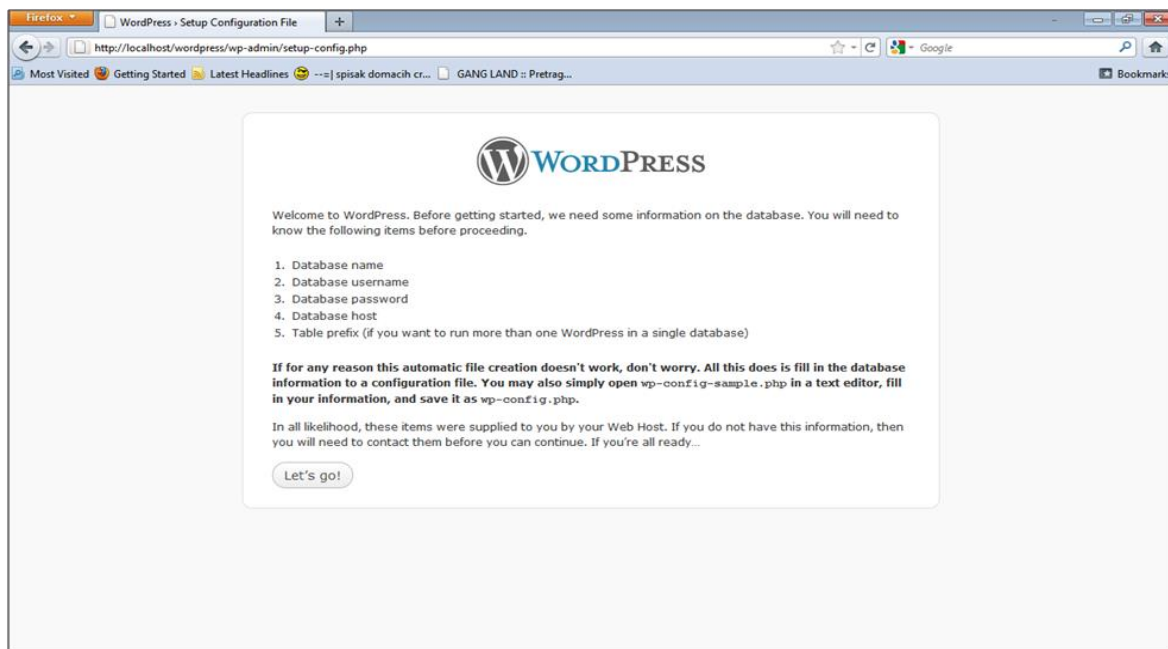 Firefox
WordPress › Setup Configuration File
http://localhost/wordpress/wp-admin/setup-config.php
Google
Most Visited Getting Started Latest Headlines --=| spisak domacih cr... GANG LAND :: Pretrag... Bookmarks
WORDPRESS
Welcome to WordPress. Before getting started, we need some information on the database. You will need to
know the following items before proceeding.
1. Database name
2. Database username
3. Database password
4. Database host
5. Table prefix (if you want to run more than one WordPress in a single database)
If for any reason this automatic file creation doesn't work, don't worry. All this does is fill in the database
information to a configuration file. You may also simply open wp-config-sample.php in a text editor, fill
in your information, and save it as wp-config.php.
In all likelihood, these items were supplied to you by your Web Host. If you do not have this information, then
you will need to contact them before you can continue. If you're all ready…
Let's go!